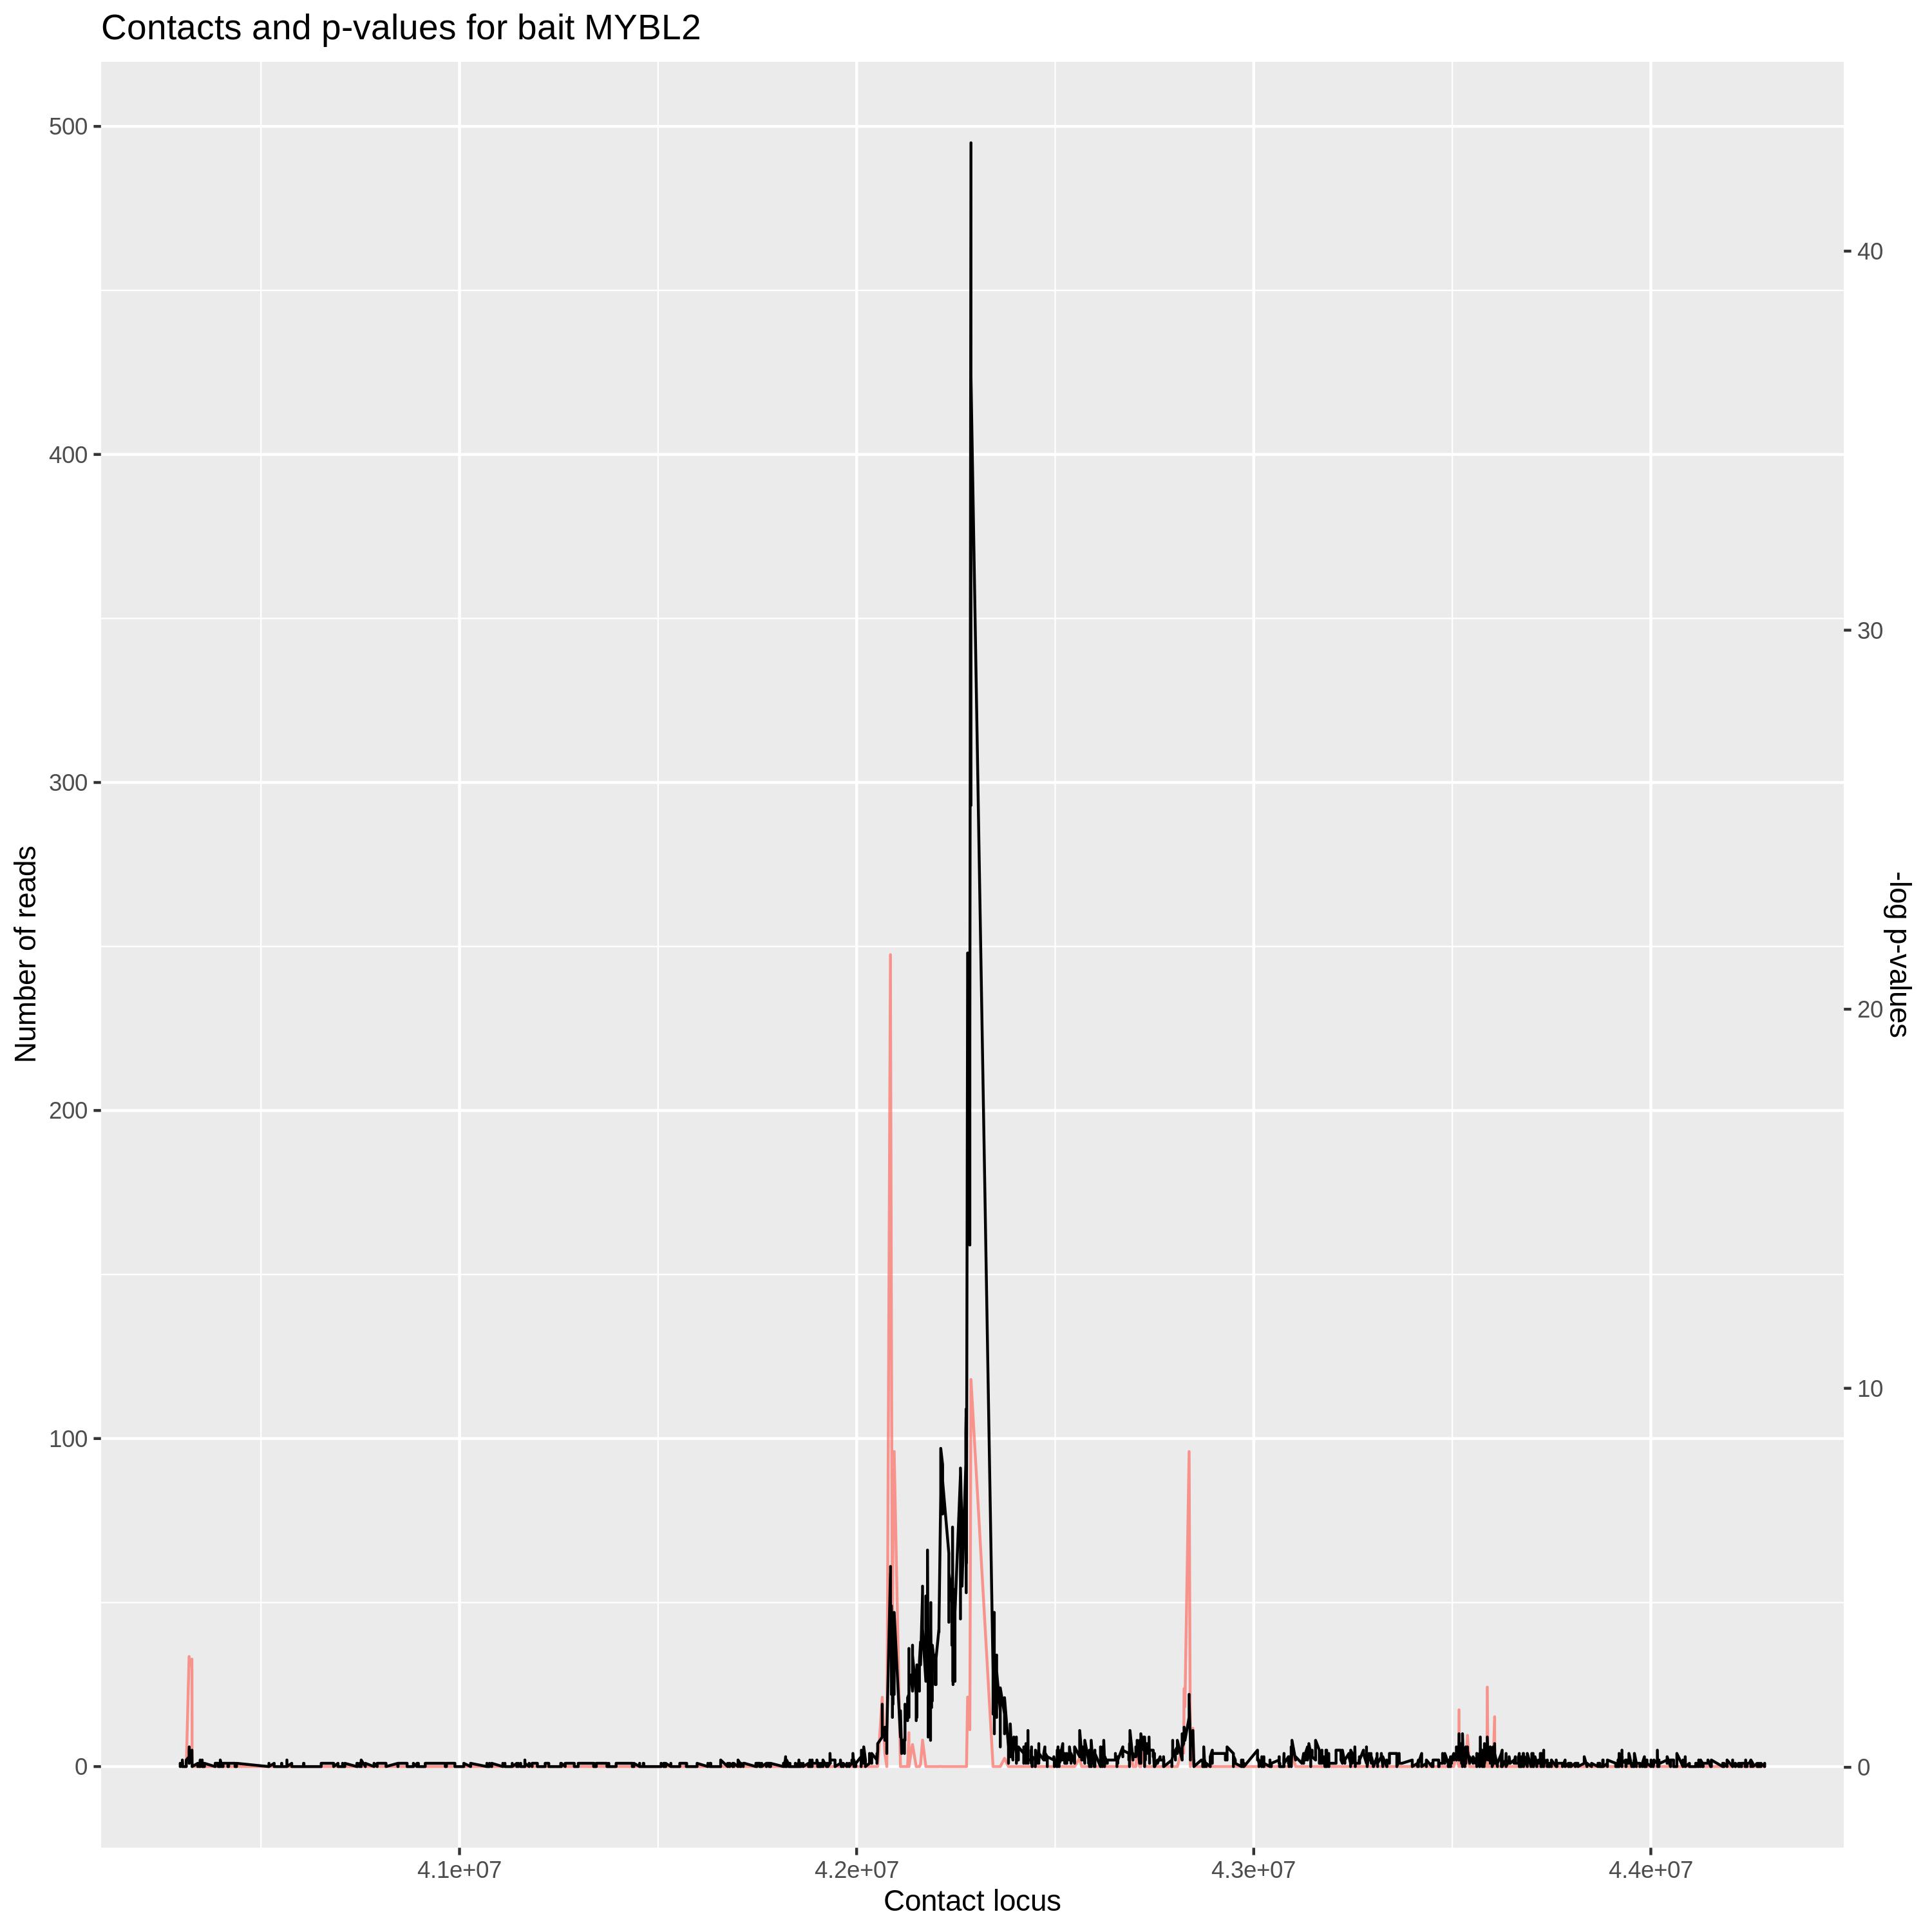 Contacts and p-values for bait MYBL2
500
400
300
200
100
0
Number of reads
40
30
20
10
0
-log p-values
4.1e+07
4.2e+07
4.3e+07
4.4e+07
Contact locus